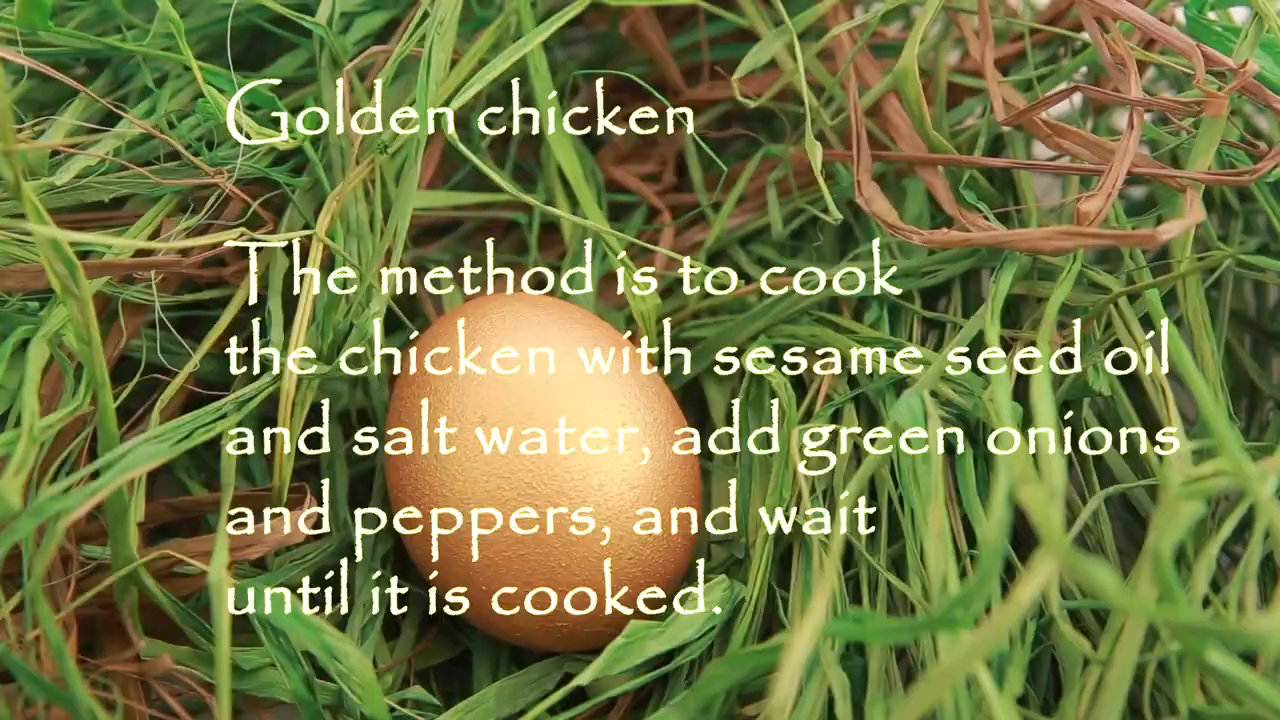 Golden chicken
The method is to cook
the chicken with sesame seed oil
and salt water, add green onions
and peppers, and wait
until it is cooked.